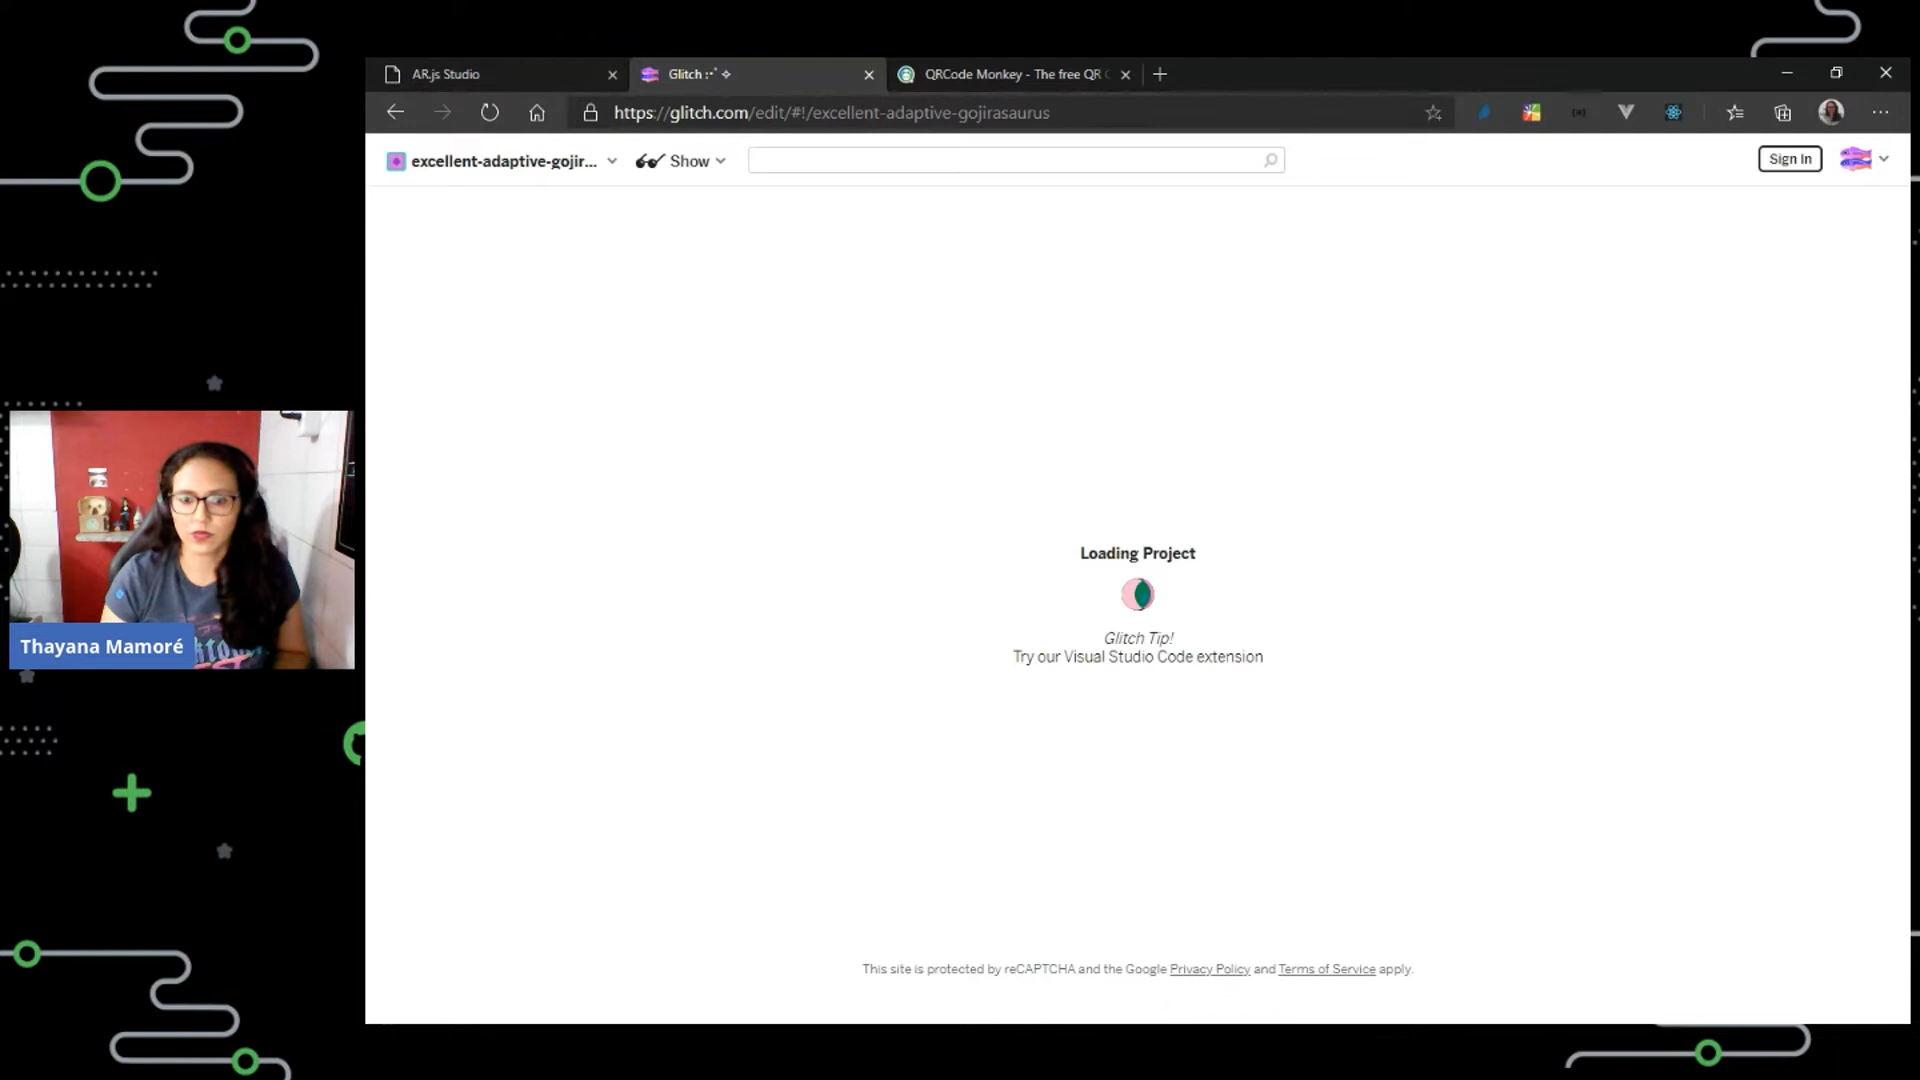 AR.js Studio
Glitch :･ﾟ✧
QRCode Monkey - The free QR C
https://glitch.com/edit/#!/excellent-adaptive-gojirasaurus
excellent-adaptive-gojir...
Show
Sign In
Loading Project
Glitch Tip!
Try our Visual Studio Code extension
Thayana Mamoré
This site is protected by reCAPTCHA and the Google Privacy Policy and Terms of Service apply.